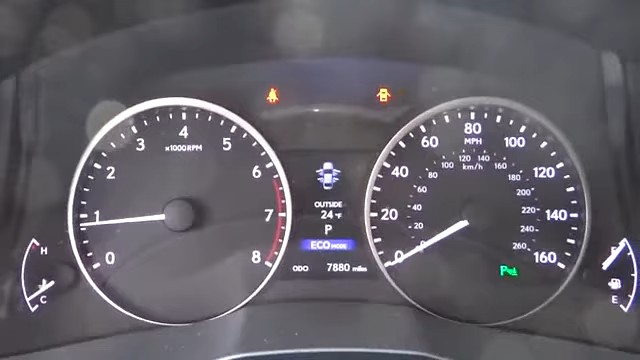 0 1 2 3 4 5 6 7 8
x1000RPM
H
C
OUTSIDE
24°F
P
ECO MODE
ODO 7880 miles
0 20 40 60 80 100 120 140 160
MPH
0 20 40 60 80 100 120 140 160 180 200 220 240 260
km/h
P
F
E